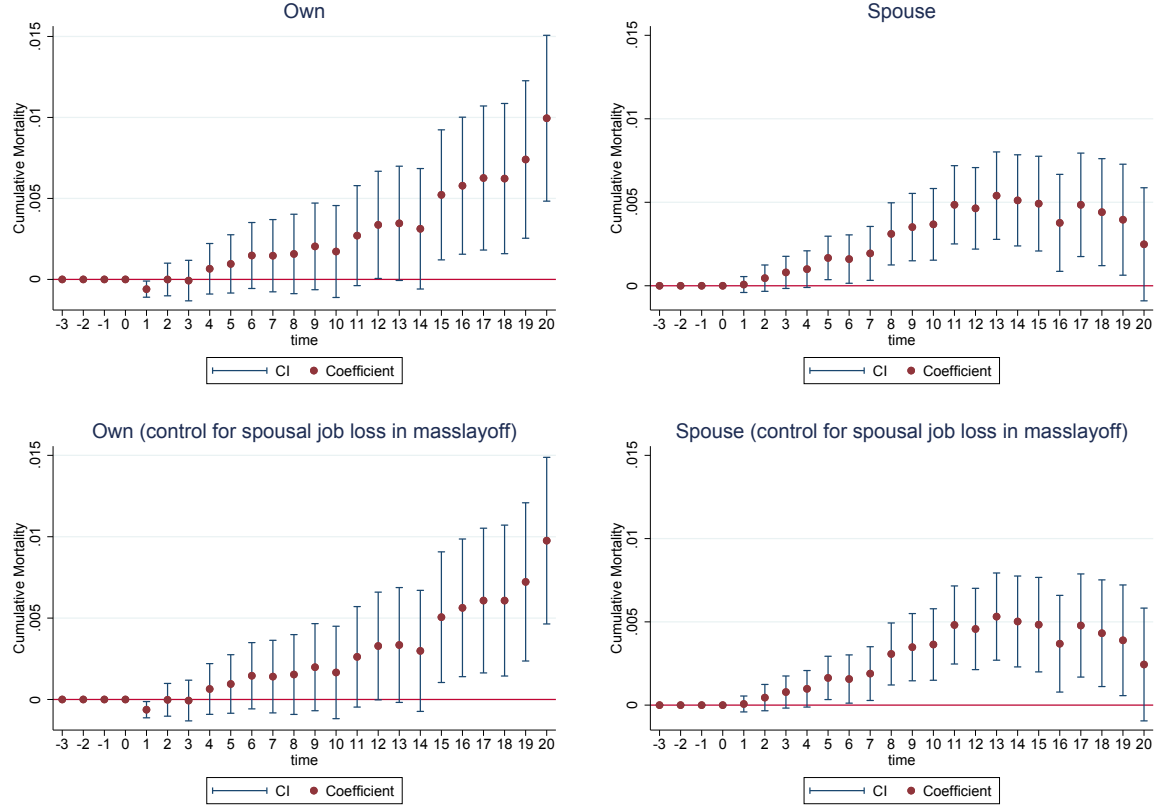 Own
Cumulative Mortality
.015
.01
.005
0
-3 -2 -1 0 1 2 3 4 5 6 7 8 9 10 11 12 13 14 15 16 17 18 19 20
time
CI Coefficient
Spouse
Cumulative Mortality
.015
.01
.005
0
-3 -2 -1 0 1 2 3 4 5 6 7 8 9 10 11 12 13 14 15 16 17 18 19 20
time
CI Coefficient
Own (control for spousal job loss in masslayoff)
Cumulative Mortality
.015
.01
.005
0
-3 -2 -1 0 1 2 3 4 5 6 7 8 9 10 11 12 13 14 15 16 17 18 19 20
time
CI Coefficient
Spouse (control for spousal job loss in masslayoff)
Cumulative Mortality
.015
.01
.005
0
-3 -2 -1 0 1 2 3 4 5 6 7 8 9 10 11 12 13 14 15 16 17 18 19 20
time
CI Coefficient